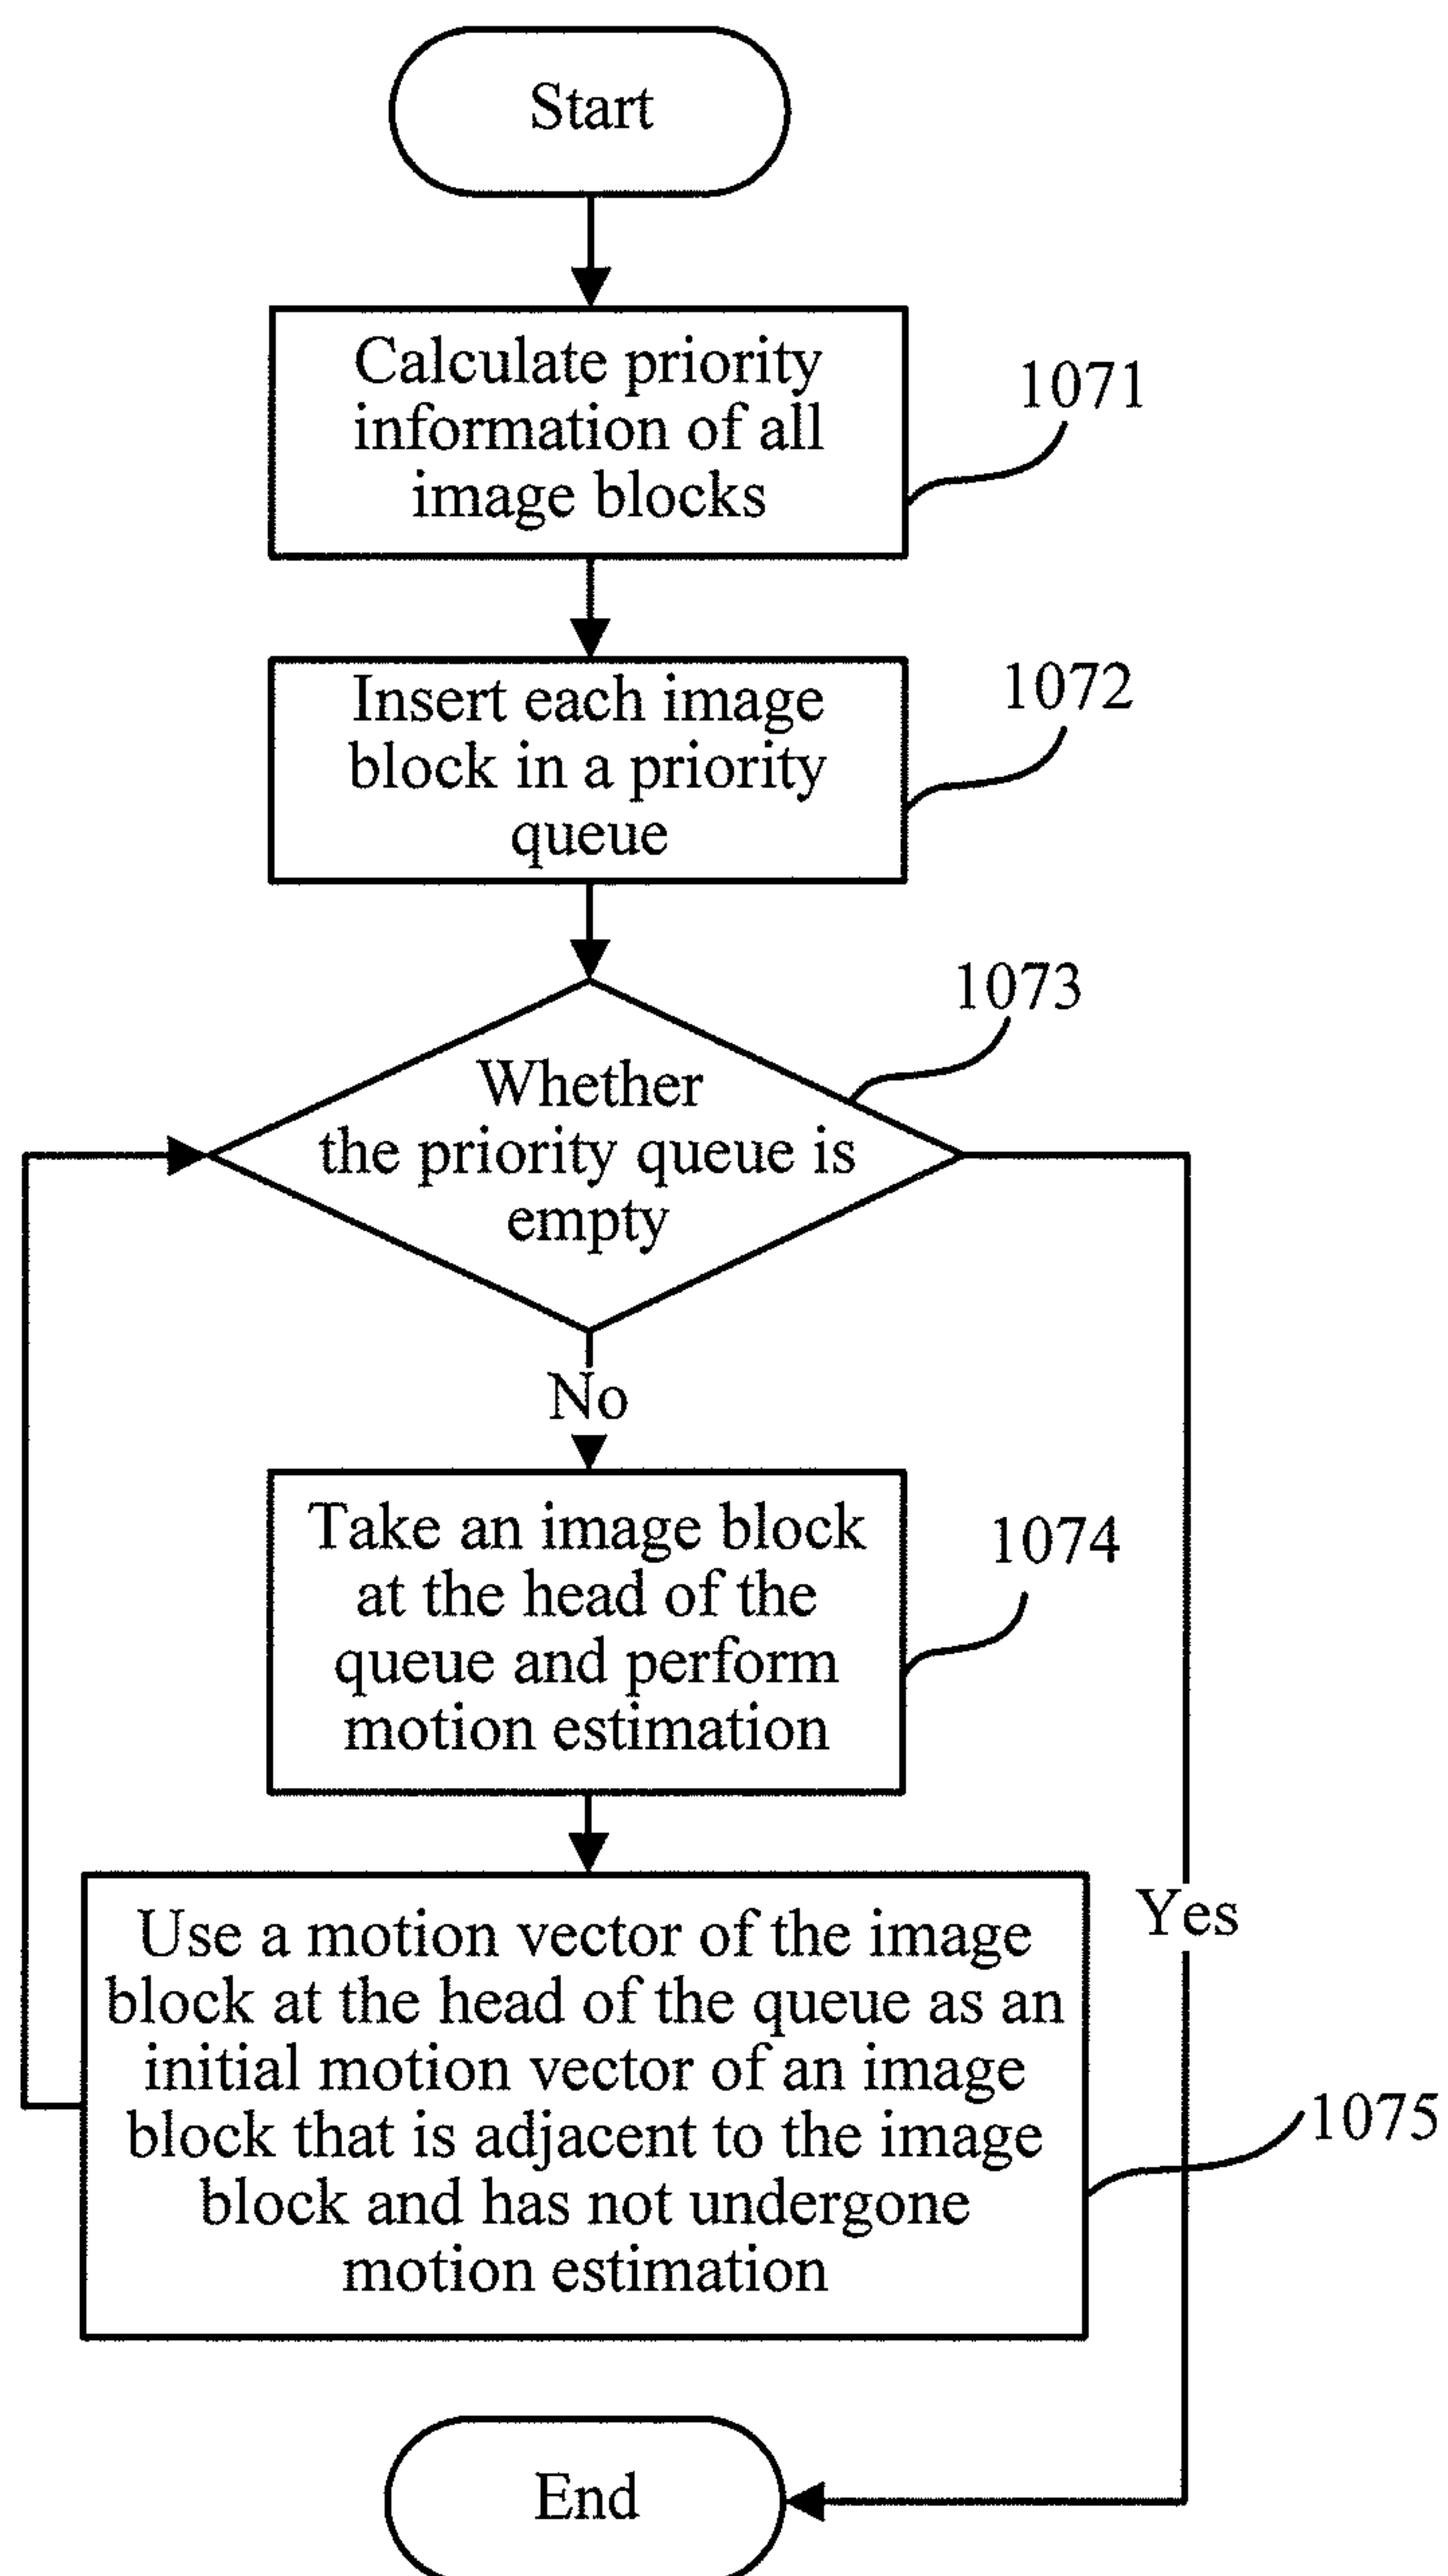 Start
Calculate priority
information of all
image blocks
1071
Insert each image
block in a priority
queue
1072
Whether
the priority queue is
empty
1073
No
Take an image block
at the head of the
queue and perform
motion estimation
1074
Use a motion vector of the image
block at the head of the queue as an
initial motion vector of an image
block that is adjacent to the image
block and has not undergone
motion estimation
Yes
1075
End